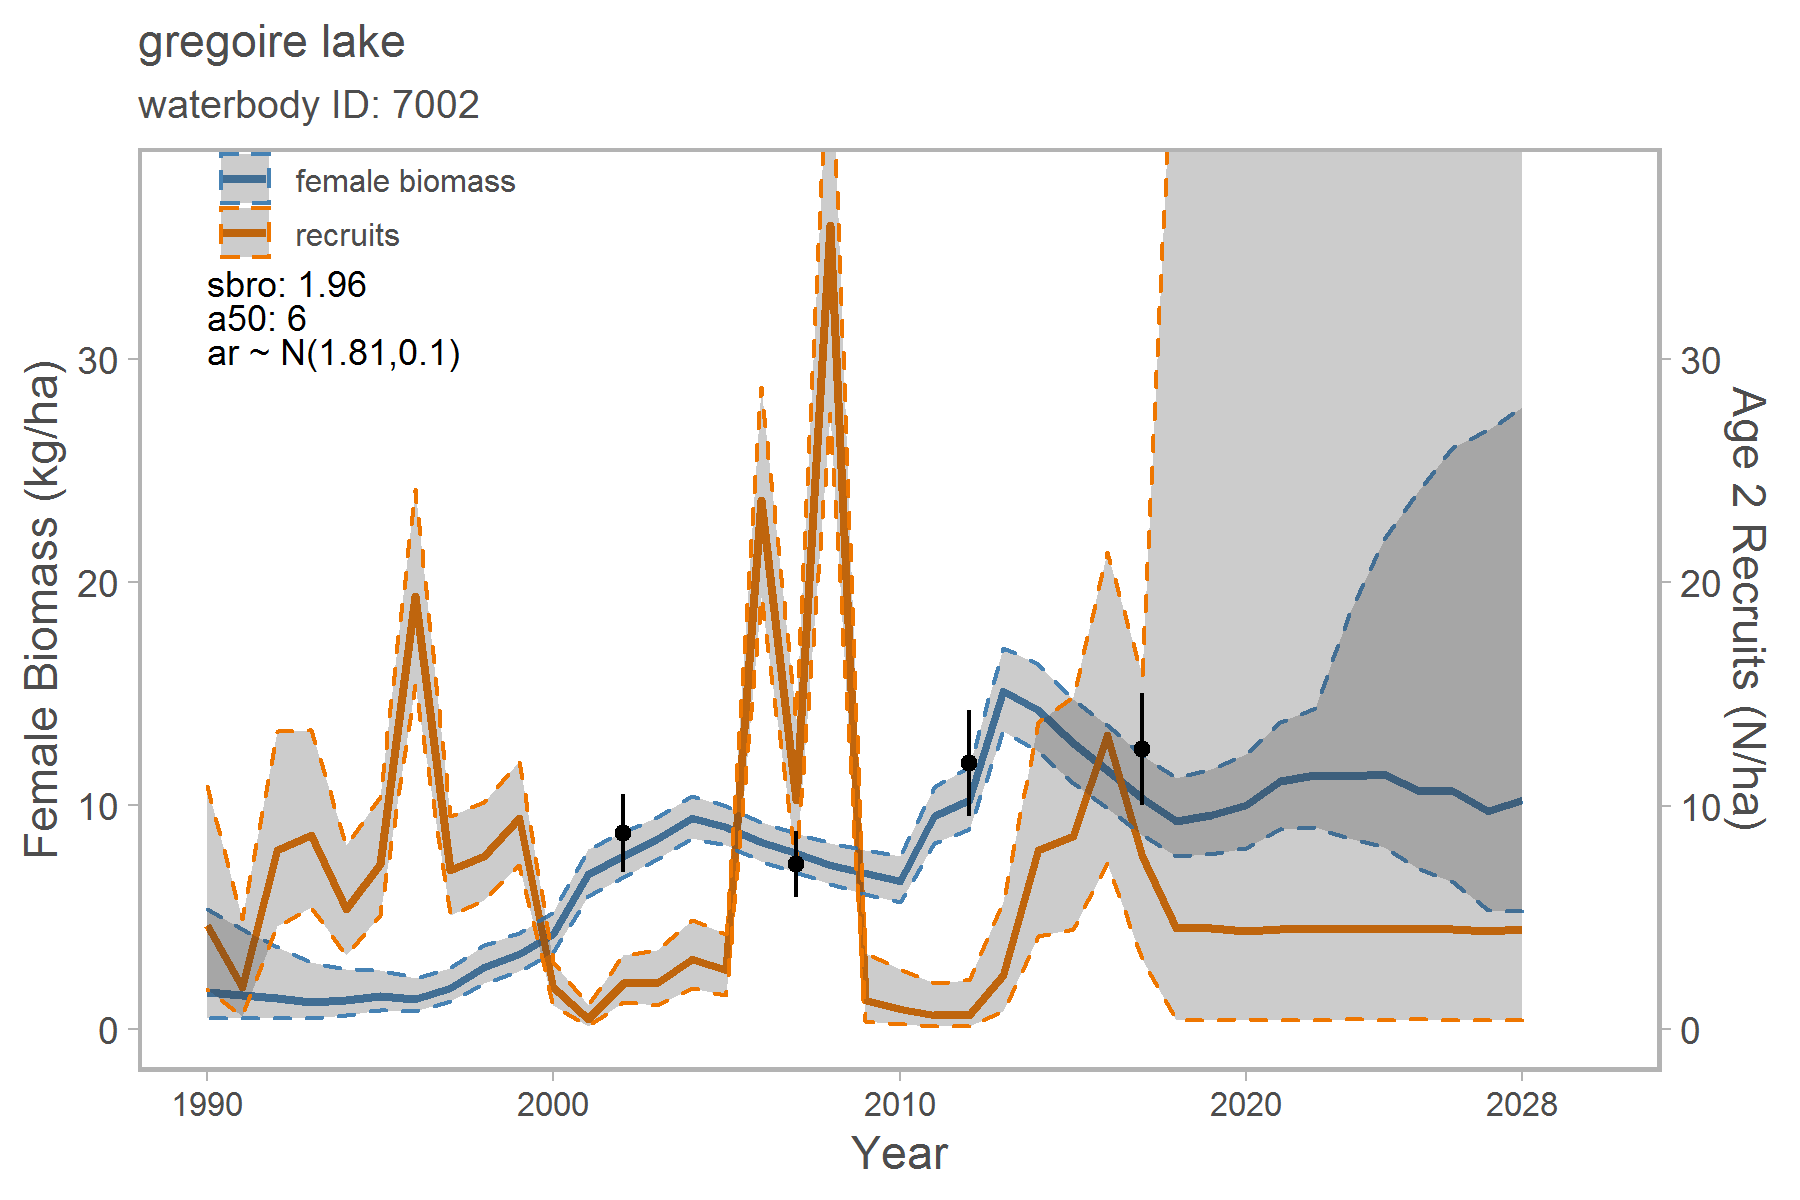 gregoire lake
waterbody ID: 7002
female biomass
recruits
sbro: 1.96
a50: 6
ar ~ N(1.81,0.1)
Female Biomass (kg/ha)
30
20
10
0
30
20
10
0
Age 2 Recruits (N/ha)
1990 2000 2010 2020 2028
Year